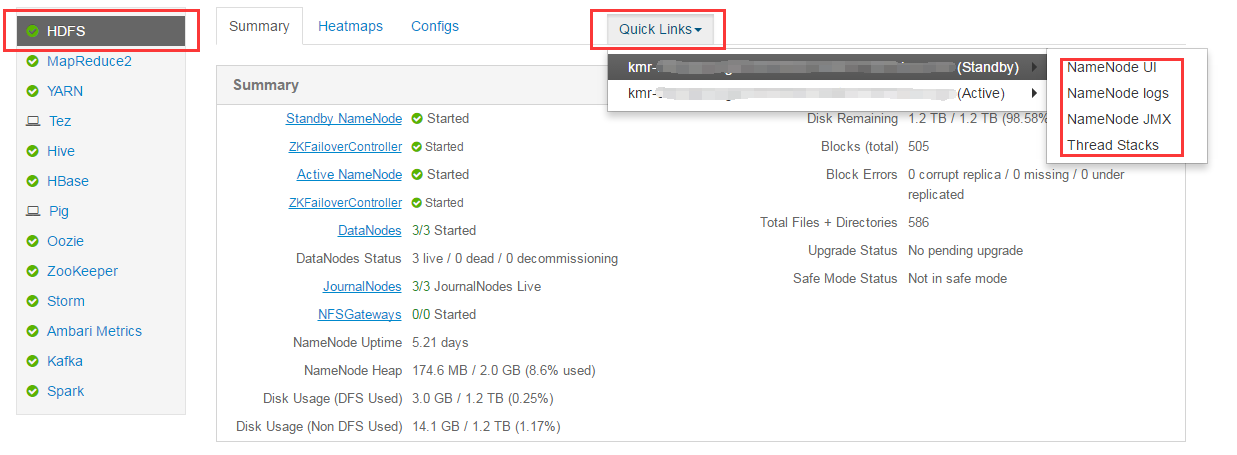 HDFS
MapReduce2
YARN
Tez
Hive
HBase
Pig
Oozie
ZooKeeper
Storm
Ambari Metrics
Kafka
Spark
Summary Heatmaps Configs Quick Links
kmr- (Standby)
kmr- (Active)
NameNode UI
NameNode logs
NameNode JMX
Thread Stacks
Summary
Standby NameNode Started
ZKFailoverController Started
Active NameNode Started
ZKFailoverController Started
DataNodes 3/3 Started
DataNodes Status 3 live / 0 dead / 0 decommissioning
JournalNodes 3/3 JournalNodes Live
NFSGateways 0/0 Started
NameNode Uptime 5.21 days
NameNode Heap 174.6 MB / 2.0 GB (8.6% used)
Disk Usage (DFS Used) 3.0 GB / 1.2 TB (0.25%)
Disk Usage (Non DFS Used) 14.1 GB / 1.2 TB (1.17%)
Disk Remaining 1.2 TB / 1.2 TB (98.58%
Blocks (total) 505
Block Errors 0 corrupt replica / 0 missing / 0 under
replicated
Total Files + Directories 586
Upgrade Status No pending upgrade
Safe Mode Status Not in safe mode